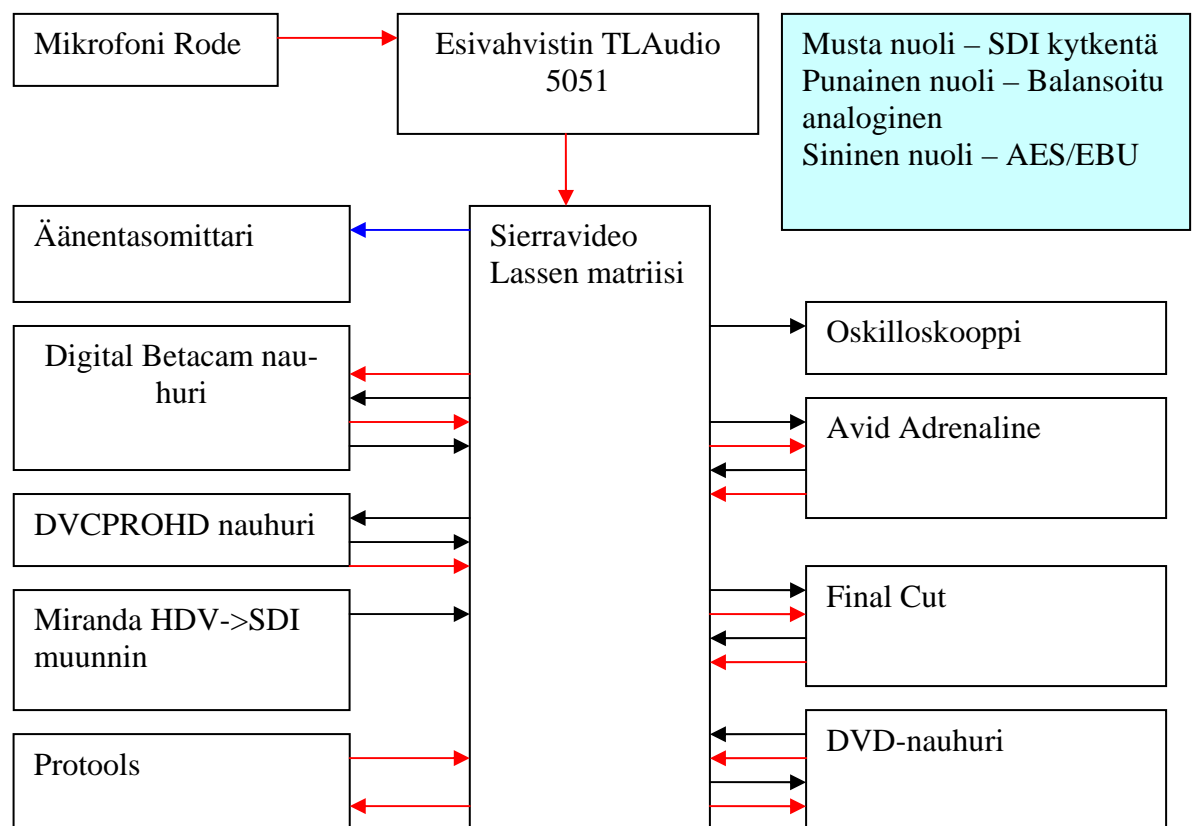 Mikrofoni Rode
Esivahvistin TLAudio
5051
Musta nuoli – SDI kytkentä
Punainen nuoli – Balansoitu
analoginen
Sininen nuoli – AES/EBU
Äänentasomittari
Sierravideo
Lassen matriisi
Oskilloskooppi
Digital Betacam nau-
huri
Avid Adrenaline
DVCPROHD nauhuri
Final Cut
Miranda HDV->SDI
muunnin
DVD-nauhuri
Protools